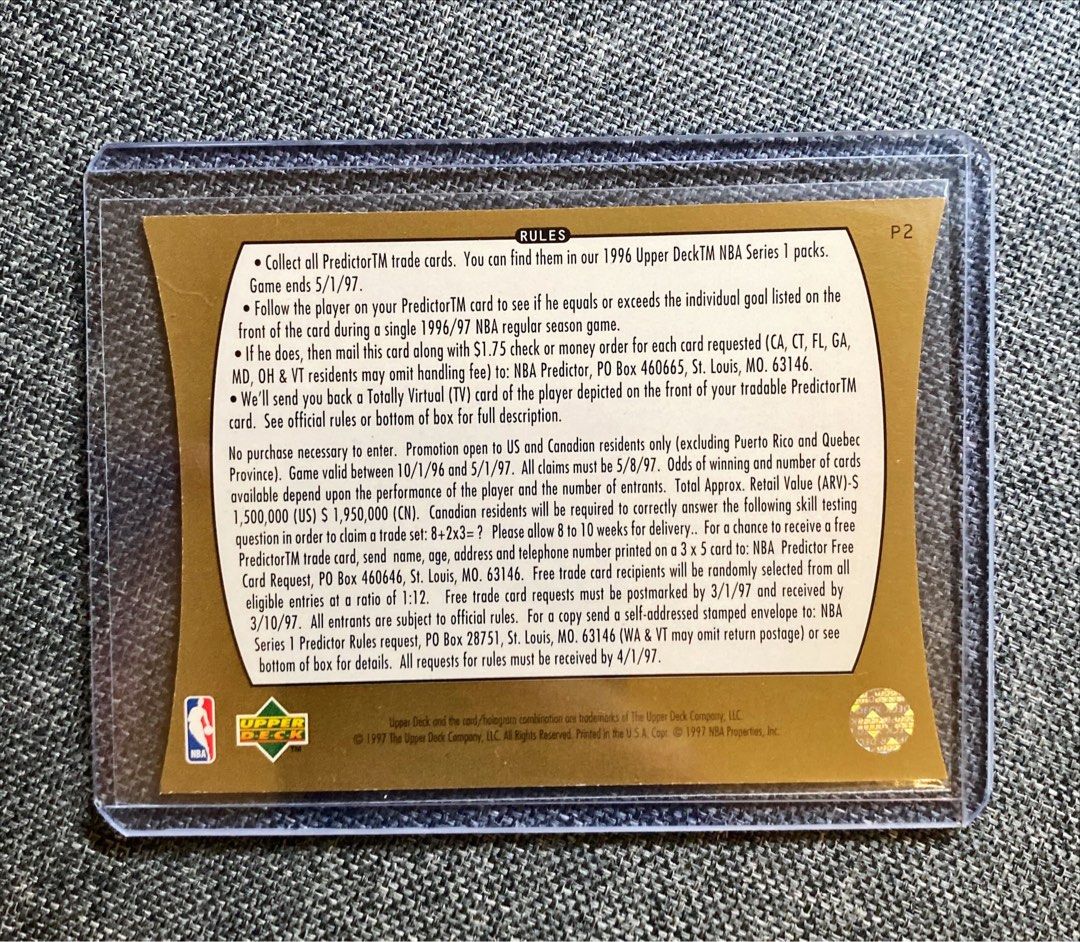 RULES
P2
• Collect all PredictorTM trade cards. You can find them in our 1996 Upper DeckTM NBA Series 1 packs.
Game ends 5/1/97.
• Follow the player on your PredictorTM card to see if he equals or exceeds the individual goal listed on the
front of the card during a single 1996/97 NBA regular season game.
• If he does, then mail this card along with $1.75 check or money order for each card requested (CA, CT, FL, GA,
MD, OH & VT residents may omit handling fee) to: NBA Predictor, PO Box 460665, St. Louis, MO. 63146.
• We'll send you back a Totally Virtual (TV) card of the player depicted on the front of your tradable PredictorTM
card. See official rules or bottom of box for full description.
No purchase necessary to enter. Promotion open to US and Canadian residents only (excluding Puerto Rico and Quebec
Province). Game valid between 10/1/96 and 5/1/97. All claims must be 5/8/97. Odds of winning and number of cards
available depend upon the performance of the player and the number of entrants. Total Approx. Retail Value (ARV)-$
1,500,000 (US) $ 1,950,000 (CN). Canadian residents will be required to correctly answer the following skill testing
question in order to claim a trade set: 8+2x3= ? Please allow 8 to 10 weeks for delivery.. For a chance to receive a free
PredictorTM trade card, send name, age, address and telephone number printed on a 3 x 5 card to: NBA Predictor Free
Card Request, PO Box 460646, St. Louis, MO. 63146. Free trade card recipients will be randomly selected from all
eligible entries at a ratio of 1:12. Free trade card requests must be postmarked by 3/1/97 and received by
3/10/97. All entrants are subject to official rules. For a copy send a self-addressed stamped envelope to: NBA
Series 1 Predictor Rules request, PO Box 28751, St. Louis, MO. 63146 (WA & VT may omit return postage) or see
bottom of box for details. All requests for rules must be received by 4/1/97.
NBA
UPPER
DECK
TM
Upper Deck and the card/hologram combination are trademarks of The Upper Deck Company, LLC.
© 1997 The Upper Deck Company, LLC. All Rights Reserved. Printed in the U.S.A. Copr. © 1997 NBA Properties, Inc.